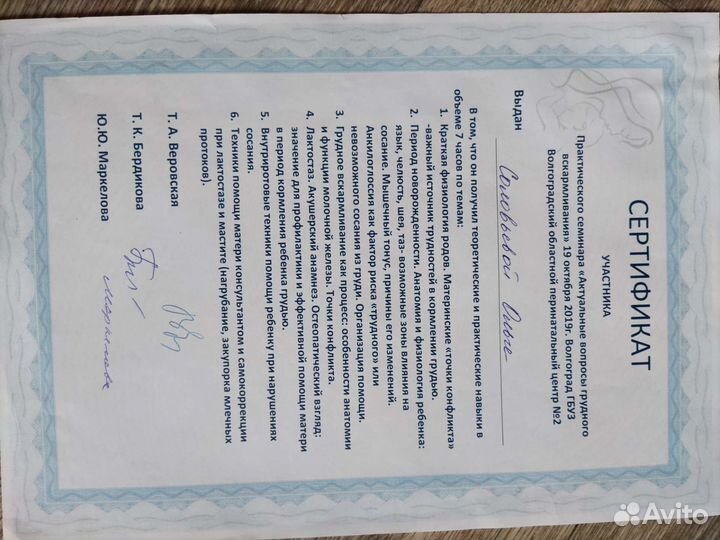 СЕРТИФИКАТ
УЧАСТНИКА
Практического семинара «Актуальные вопросы грудного
вскармливания» 19 октября 2019г. Волгоград, ГБУЗ
Волгоградский областной перинатальный центр №2
Выдан Соловьевой Ольге
В том, что он получил теоретические и практические навыки в
объеме 7 часов по темам:
1. Краткая физиология родов. Материнские «точки конфликта»
-важный источник трудностей в кормлении грудью.
2. Период новорожденности. Анатомия и физиология ребенка:
язык, челюсть, шея, таз- возможные зоны влияния на
сосание. Мышечный тонус, причины его изменений.
Анкилоглоссия как фактор риска «трудного» или
невозможного сосания из груди. Организация помощи.
3. Грудное вскармливание как процесс: особенности анатомии
и функции молочной железы. Точки конфликта.
4. Лактостаз. Акушерский анамнез. Остеопатический взгляд:
значение для профилактики и эффективной помощи матери
в период кормления ребенка грудью.
5. Внутриротовые техники помощи ребенку при нарушениях
сосания.
6. Техники помощи матери консультантом и самокоррекции
при лактостазе и мастите (нагрубание, закупорка млечных
протоков).
Т. А. Веровская
Т. К. Бердикова
Ю.Ю. Маркелова Маркелова
Avito